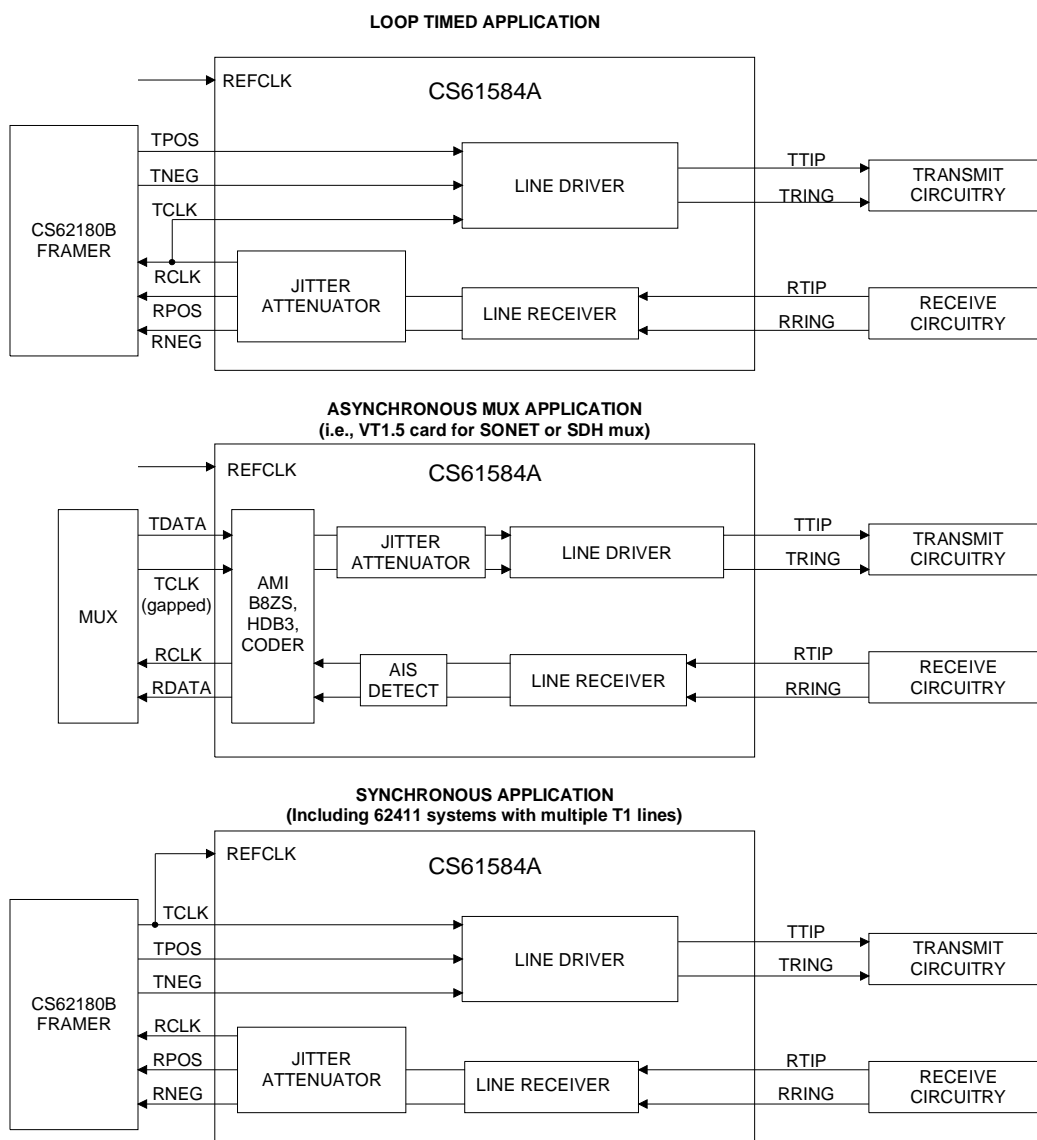 LOOP TIMED APPLICATION
REFCLK
CS61584A
TPOS
TNEG
TCLK
CS62180B
FRAMER
RCLK
RPOS
RNEG
LINE DRIVER
JITTER
ATTENUATOR
LINE RECEIVER
TTIP
TRING
TRANSMIT
CIRCUITRY
RTIP
RRING
RECEIVE
CIRCUITRY
ASYNCHRONOUS MUX APPLICATION
(i.e., VT1.5 card for SONET or SDH mux)
REFCLK
CS61584A
MUX
TDATA
TCLK
(gapped)
RCLK
RDATA
AMI
B8ZS,
HDB3,
CODER
JITTER
ATTENUATOR
LINE DRIVER
AIS
DETECT
LINE RECEIVER
TTIP
TRING
TRANSMIT
CIRCUITRY
RTIP
RRING
RECEIVE
CIRCUITRY
SYNCHRONOUS APPLICATION
(Including 62411 systems with multiple T1 lines)
REFCLK
CS61584A
TCLK
TPOS
TNEG
CS62180B
FRAMER
RCLK
RPOS
RNEG
LINE DRIVER
JITTER
ATTENUATOR
LINE RECEIVER
TTIP
TRING
TRANSMIT
CIRCUITRY
RTIP
RRING
RECEIVE
CIRCUITRY